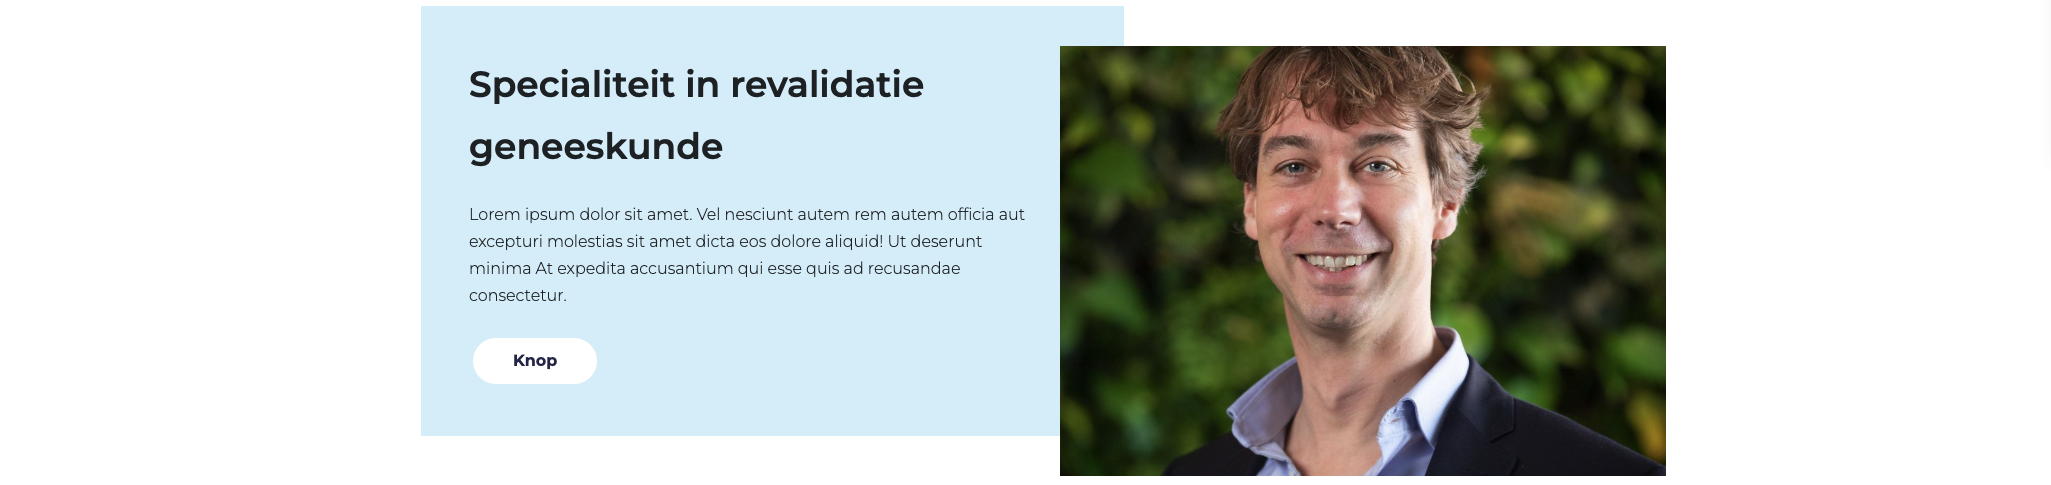 Specialiteit in revalidatie
geneeskunde
Lorem ipsum dolor sit amet. Vel nesciunt autem rem autem officia aut
excepturi molestias sit amet dicta eos dolore aliquid! Ut deserunt
minima At expedita accusantium qui esse quis ad recusandae
consectetur.
Knop